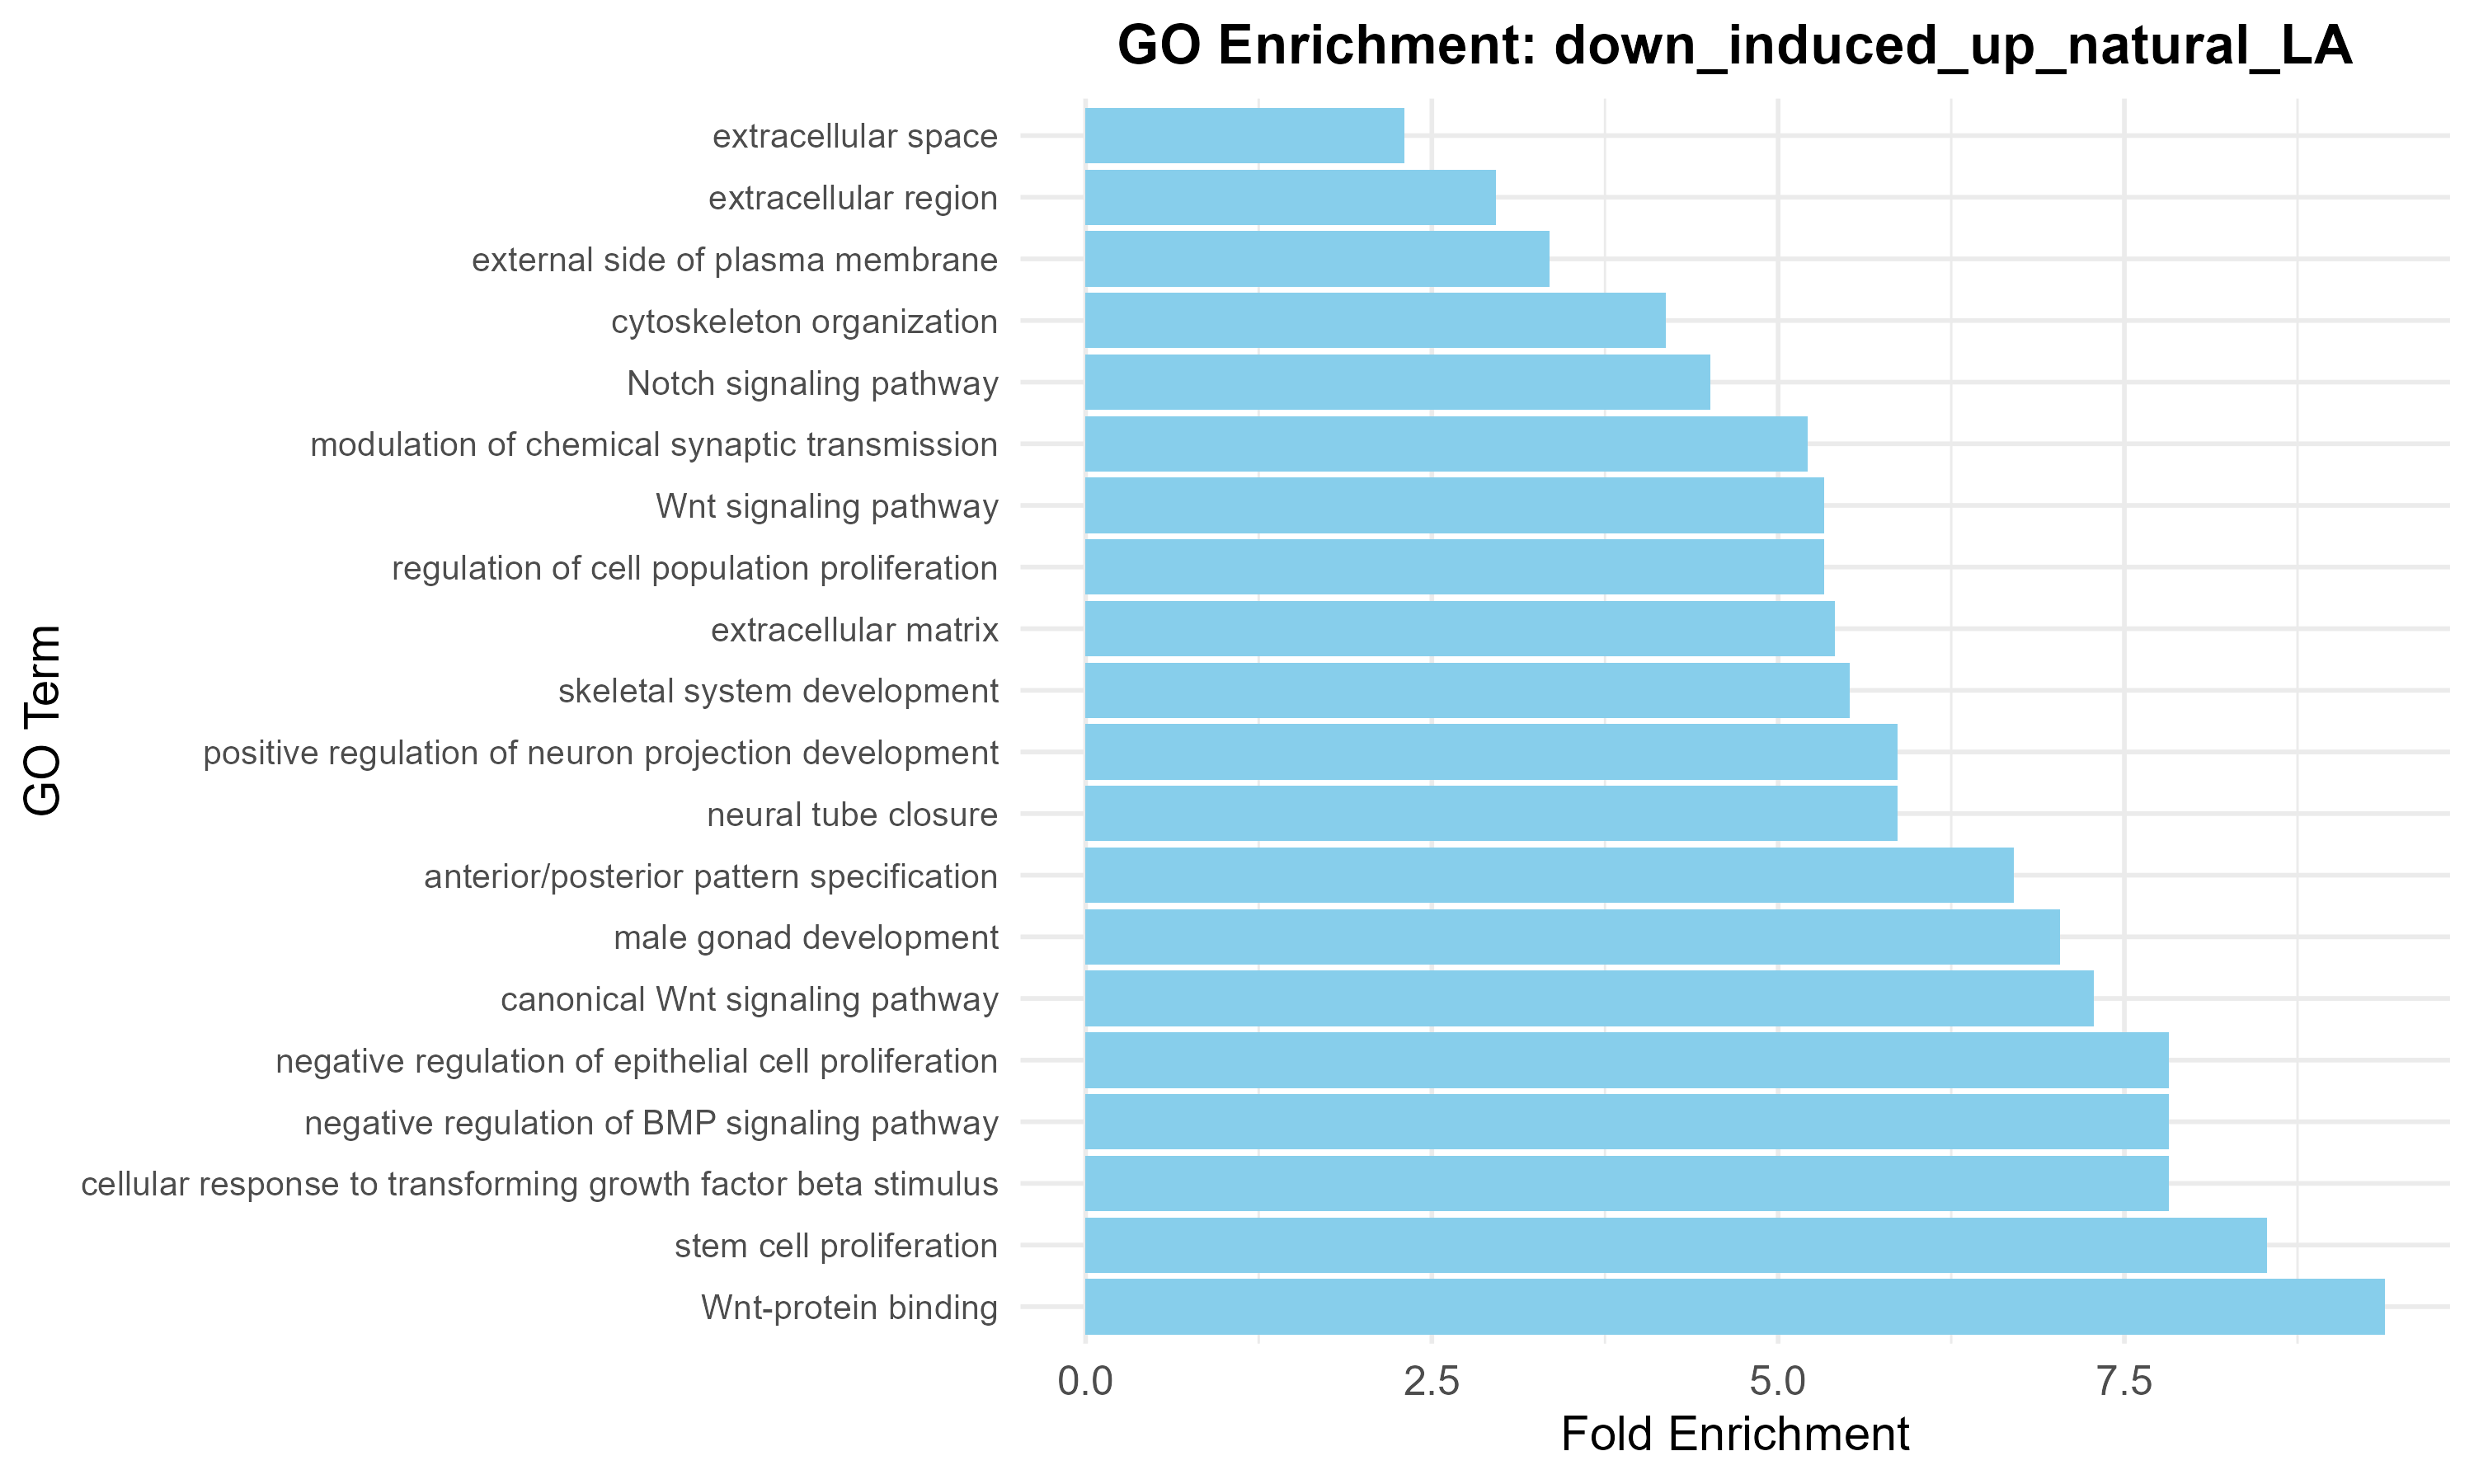 GO Enrichment: down_induced_up_natural_LA
GO Term
extracellular space
extracellular region
external side of plasma membrane
cytoskeleton organization
Notch signaling pathway
modulation of chemical synaptic transmission
Wnt signaling pathway
regulation of cell population proliferation
extracellular matrix
skeletal system development
positive regulation of neuron projection development
neural tube closure
anterior/posterior pattern specification
male gonad development
canonical Wnt signaling pathway
negative regulation of epithelial cell proliferation
negative regulation of BMP signaling pathway
cellular response to transforming growth factor beta stimulus
stem cell proliferation
Wnt-protein binding
0.0 2.5 5.0 7.5
Fold Enrichment